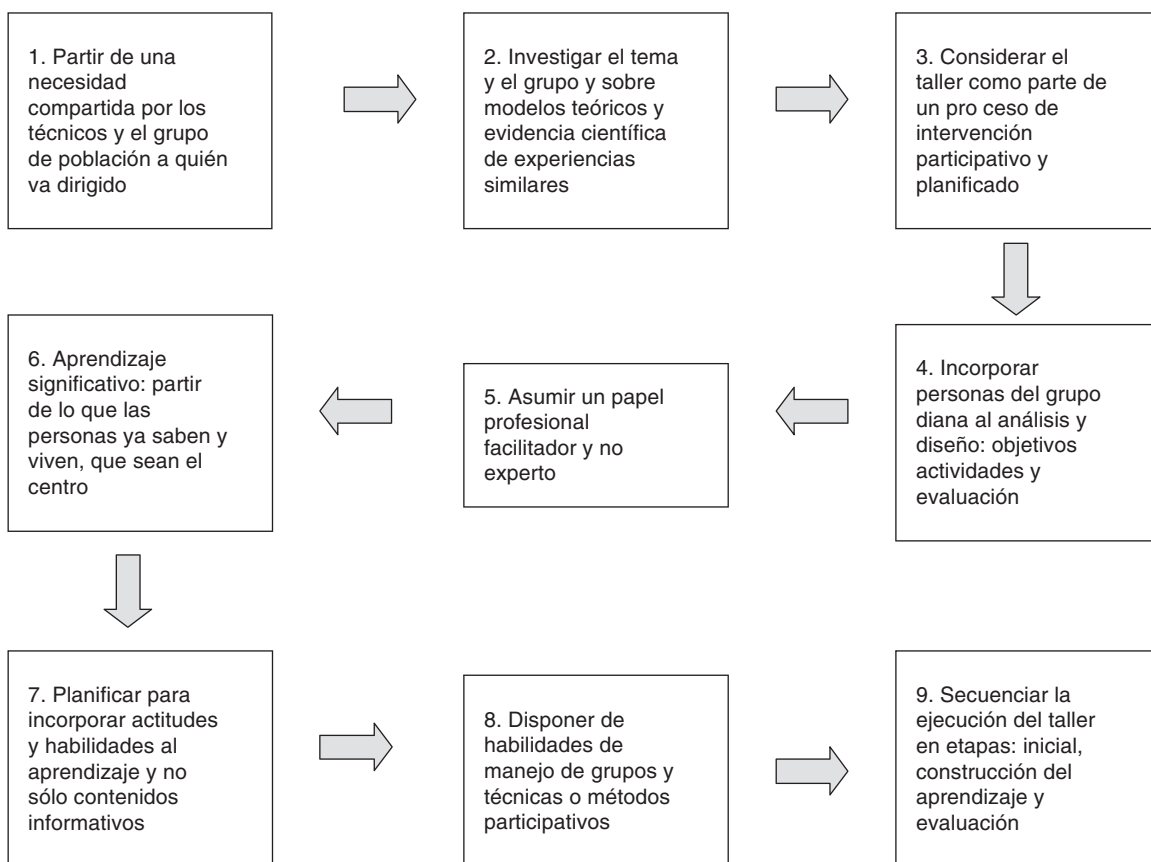 1. Partir de una
necesidad
compartida por los
técnicos y el grupo
de población a quién
va dirigido
2. Investigar el tema
y el grupo y sobre
modelos teóricos y
evidencia científica
de experiencias
similares
3. Considerar el
taller como parte de
un pro ceso de
intervención
participativo y
planificado
4. Incorporar
personas del grupo
diana al análisis y
diseño: objetivos
actividades y
evaluación
5. Asumir un papel
profesional
facilitador y no
experto
6. Aprendizaje
significativo: partir
de lo que las
personas ya saben y
viven, que sean el
centro
7. Planificar para
incorporar actitudes
y habilidades al
aprendizaje y no
sólo contenidos
informativos
8. Disponer de
habilidades de
manejo de grupos y
técnicas o métodos
participativos
9. Secuenciar la
ejecución del taller
en etapas: inicial,
construcción del
aprendizaje y
evaluación